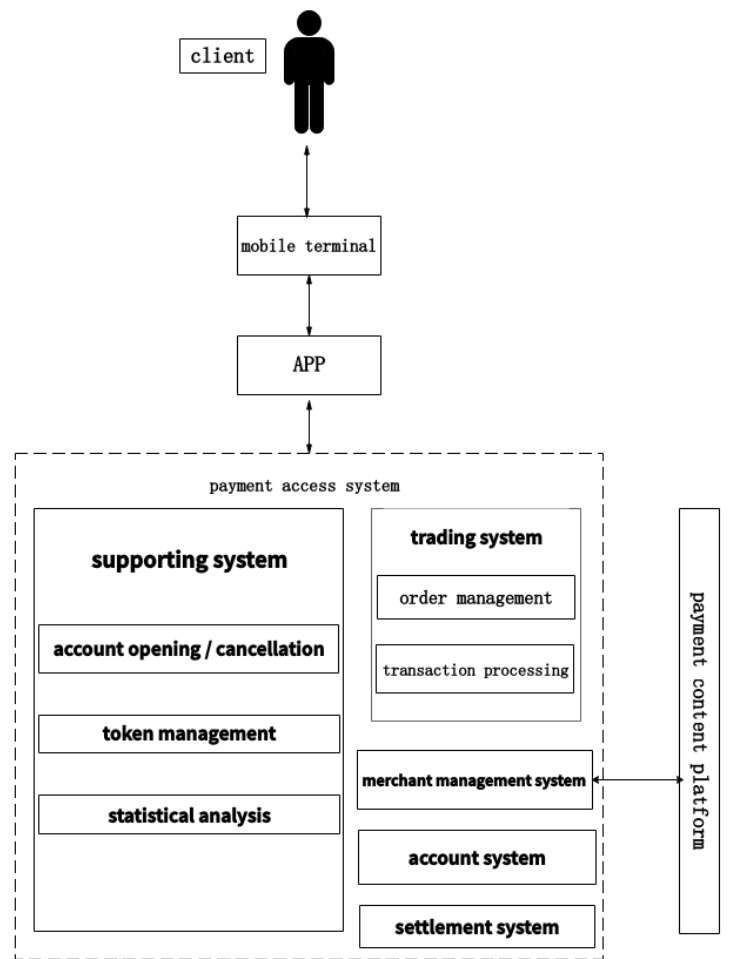 client
mobile terminal
APP
payment access system
supporting system
account opening / cancellation
token management
statistical analysis
trading system
order management
transaction processing
merchant management system
account system
settlement system
payment content platform